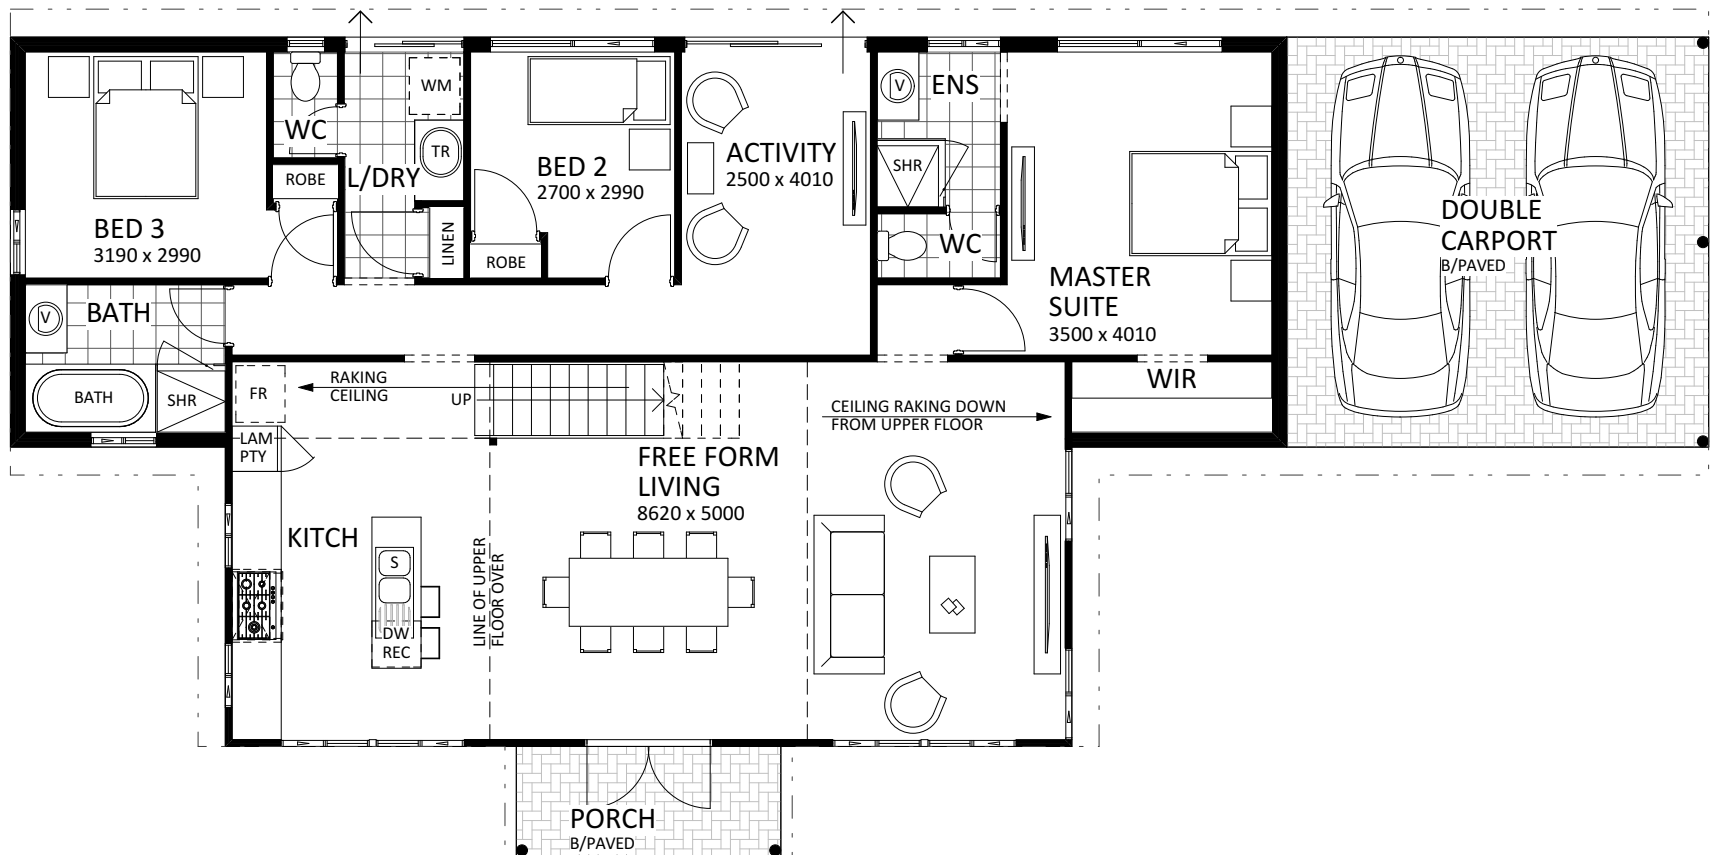 WC
WM
TR
ROBE
L/DRY
LINEN
BED 3
3190 x 2990
BED 2
2700 x 2990
ROBE
ACTIVITY
2500 x 4010
V
ENS
SHR
WC
MASTER
SUITE
3500 x 4010
DOUBLE
CARPORT
B/PAVED
V
BATH
BATH
SHR
FR
LAM
PTY
RAKING
CEILING
UP
CEILING RAKING DOWN
FROM UPPER FLOOR
WIR
FREE FORM
LIVING
8620 x 5000
KITCH
S
DW
REC
LINE OF UPPER
FLOOR OVER
PORCH
B/PAVED